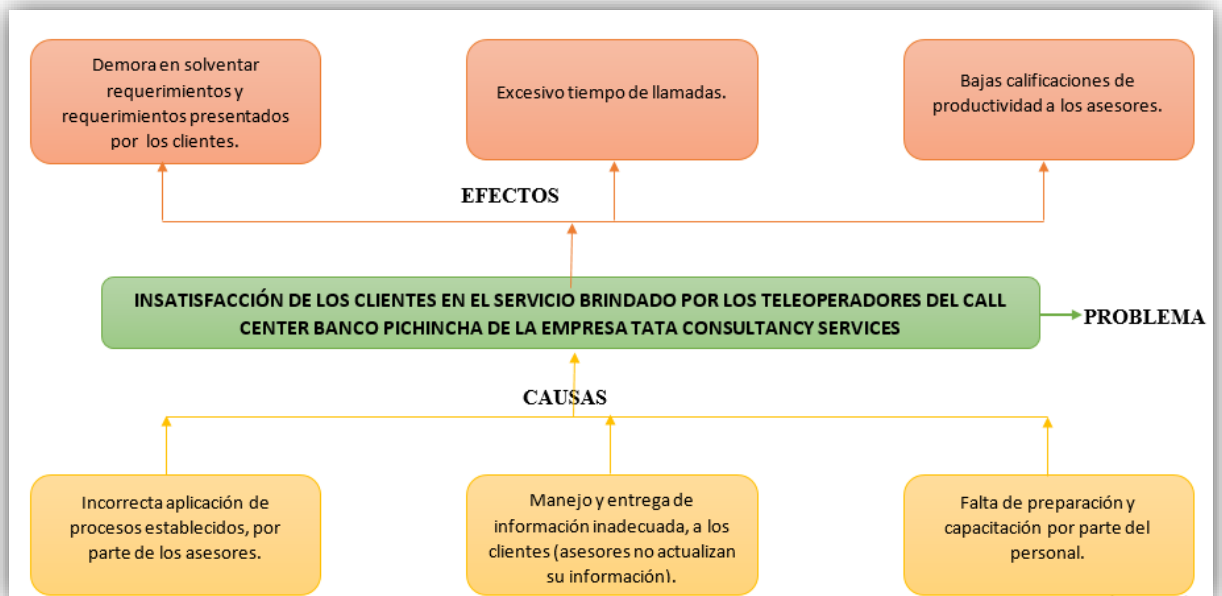 Demora en solventar
requerimientos y
requerimientos presentados
por los clientes.
Excesivo tiempo de llamadas.
Bajas calificaciones de
productividad a los asesores.
EFECTOS
INSATISFACCIÓN DE LOS CLIENTES EN EL SERVICIO BRINDADO POR LOS TELEOPERADORES DEL CALL
CENTER BANCO PICHINCHA DE LA EMPRESA TATA CONSULTANCY SERVICES
PROBLEMA
CAUSAS
Incorrecta aplicación de
procesos establecidos, por
parte de los asesores.
Manejo y entrega de
información inadecuada, a los
clientes (asesores no actualizan
su información).
Falta de preparación y
capacitación por parte del
personal.